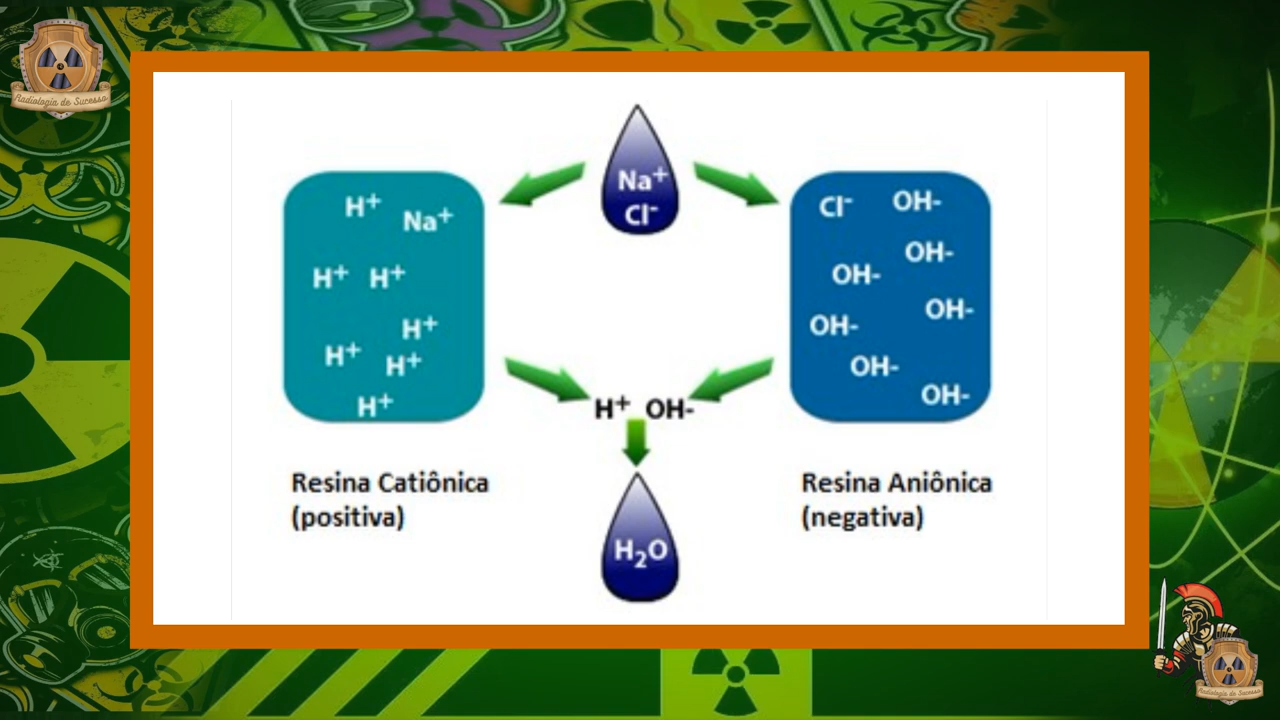 Radiologia de Sucesso
Na⁺
Cl⁻
H⁺
Na⁺
H⁺ H⁺
H⁺
H⁺
H⁺
H⁺
Cl⁻ OH-
OH-
OH-
OH-
OH-
OH-
OH-
H⁺ OH-
Resina Catiônica
(positiva)
Resina Aniônica
(negativa)
H₂O
Radiologia de Sucesso